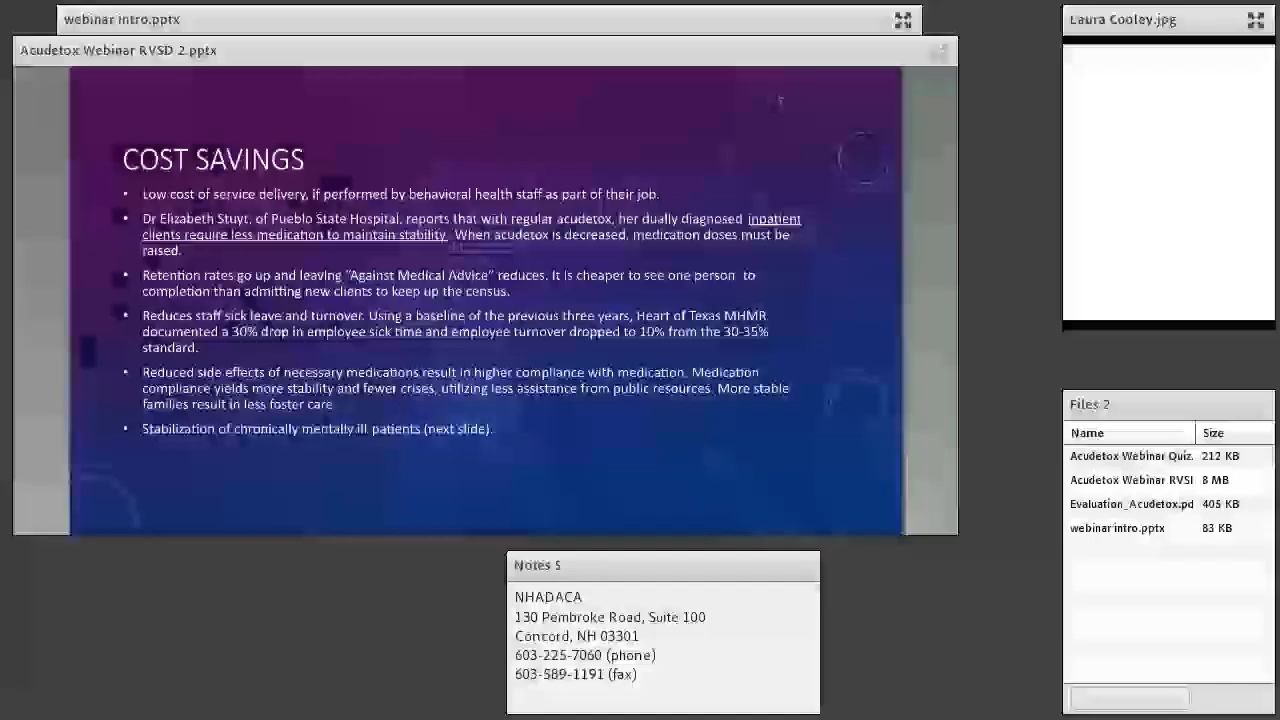 webinar intro.pptx
Acudetox Webinar RVSD 2.pptx
COST SAVINGS
• Low cost of service delivery, if performed by behavioral health staff as part of their job.
• Dr Elizabeth Stuyt, of Pueblo State Hospital, reports that with regular acudetox, her dually diagnosed inpatient
clients require less medication to maintain stability. When acudetox is decreased, medication doses must be
raised.
• Retention rates go up and leaving "Against Medical Advice" reduces. It is cheaper to see one person to
completion than admitting new clients to keep up the census.
• Reduces staff sick leave and turnover. Using a baseline of the previous three years, Heart of Texas MHMR
documented a 30% drop in employee sick time and employee turnover dropped to 10% from the 30-35%
standard.
• Reduced side effects of necessary medications result in higher compliance with medication. Medication
compliance yields more stability and fewer crises, utilizing less assistance from public resources. More stable
families result in less foster care
• Stabilization of chronically mentally ill patients (next slide).
Notes 5
NHADACA
130 Pembroke Road, Suite 100
Concord, NH 03301
603-225-7060 (phone)
603-589-1191 (fax)
Laura Cooley.jpg
Files 2
Name Size
Acudetox Webinar Quiz. 212 KB
Acudetox Webinar RVSI 8 MB
Evaluation_Acudetox.pd 405 KB
webinar intro.pptx 83 KB